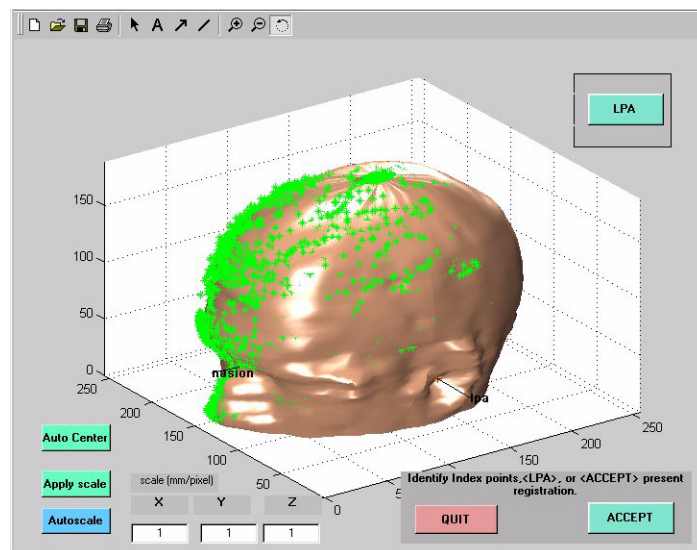 A
LPA
150
100
50
0
250
200
150
100
50
0
50
150
200
250
nasion
lpa
Auto Center
Apply scale
Autoscale
scale (mm/pixel)
X Y Z
1 1 1
Identify Index points,<LPA>, or <ACCEPT> present
registration.
QUIT
ACCEPT